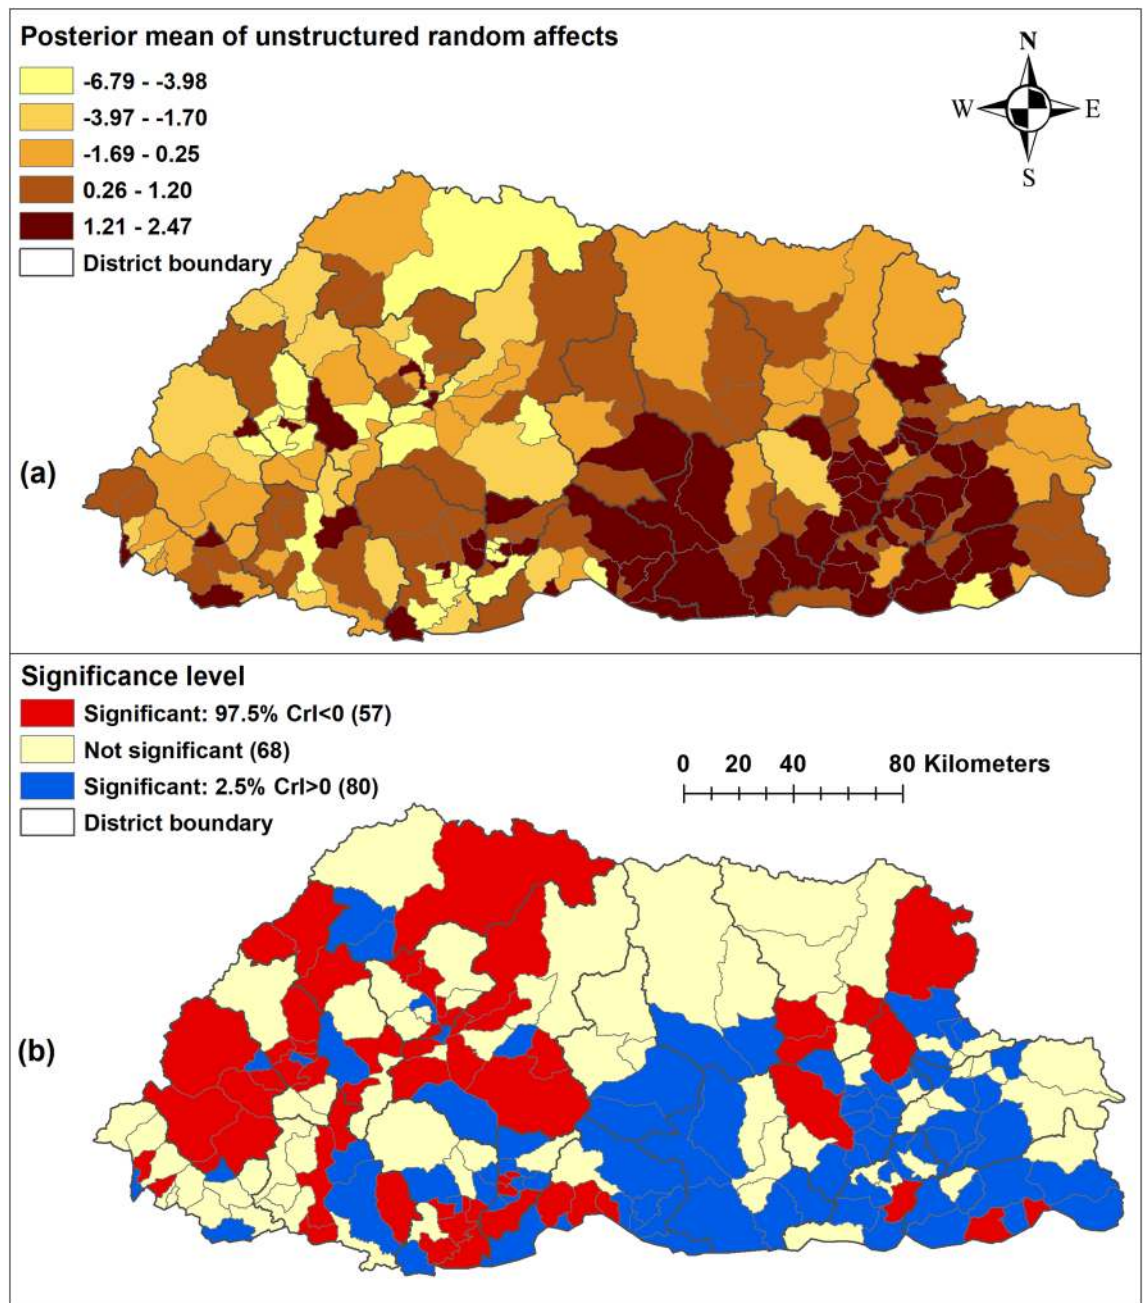 Posterior mean of unstructured random affects
-6.79 - -3.98
-3.97 - -1.70
-1.69 - 0.25
0.26 - 1.20
1.21 - 2.47
District boundary
N
W E
S
(a)
Significance level
Significant: 97.5% CrI<0 (57)
Not significant (68)
Significant: 2.5% CrI>0 (80)
District boundary
0 20 40 80 Kilometers
(b)